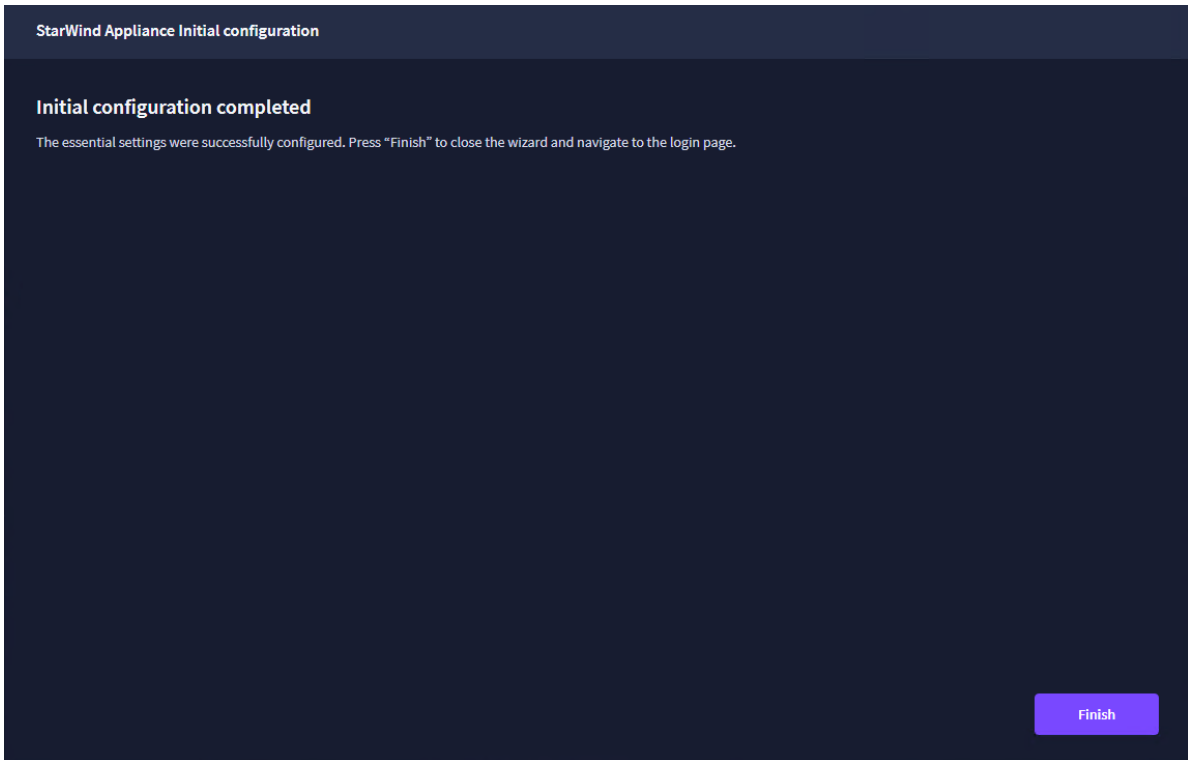 StarWind Appliance Initial configuration
Initial configuration completed
The essential settings were successfully configured. Press “Finish” to close the wizard and navigate to the login page.
Finish